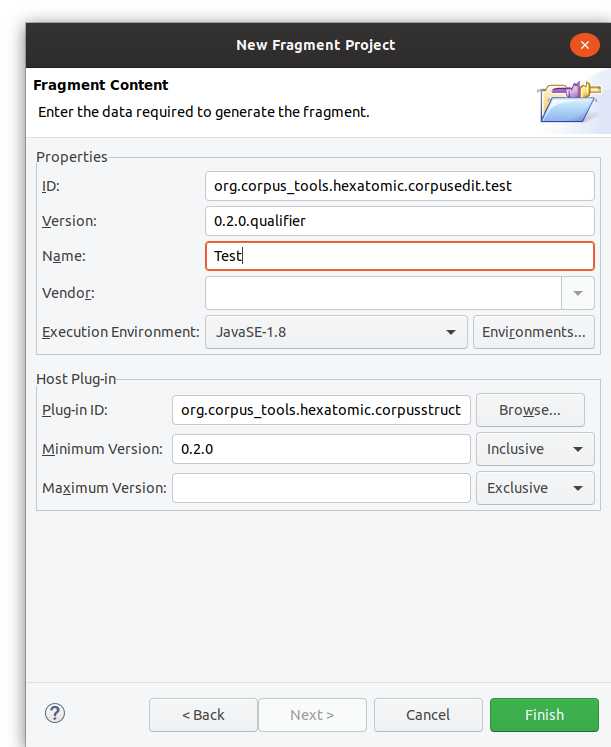 New Fragment Project
Fragment Content
Enter the data required to generate the fragment.
Properties
ID: org.corpus_tools.hexatomic.corpusedit.test
Version: 0.2.0.qualifier
Name: Test
Vendor:
Execution Environment: JavaSE-1.8 Environments...
Host Plug-in
Plug-in ID: org.corpus_tools.hexatomic.corpusstruct Browse...
Minimum Version: 0.2.0 Inclusive
Maximum Version: Exclusive
? < Back Next > Cancel Finish